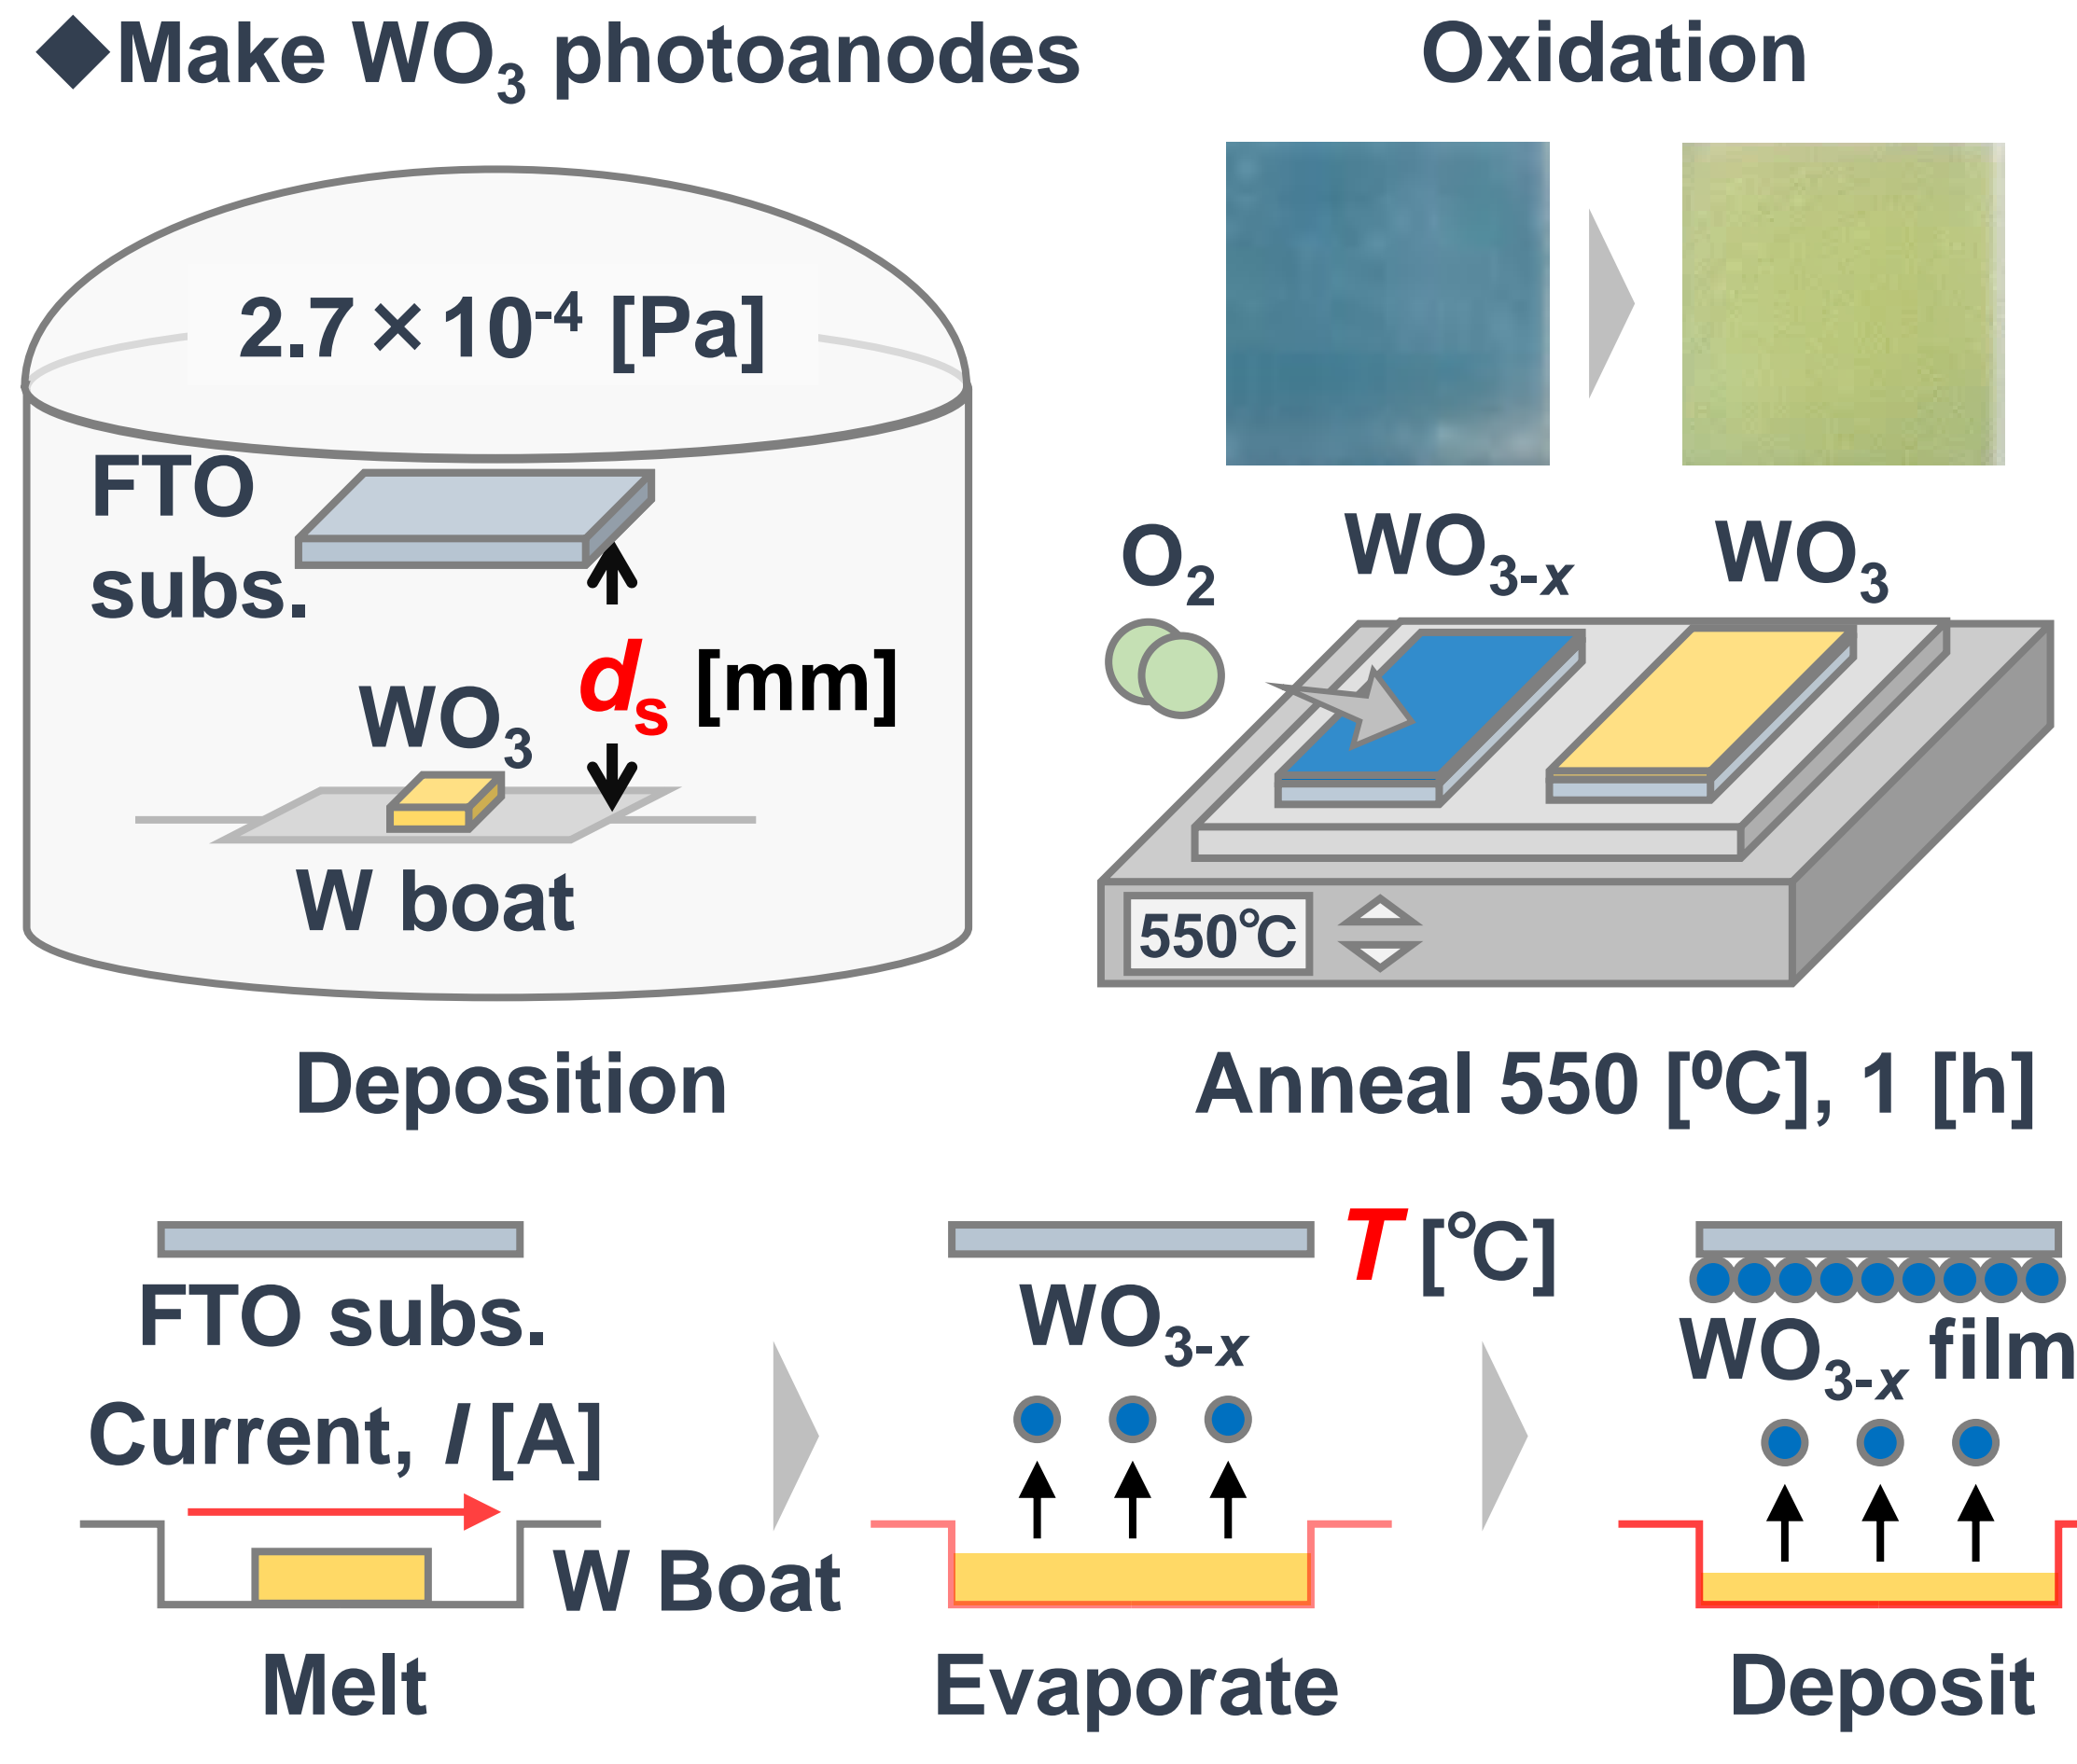 ◆Make WO₃ photoanodes
Oxidation
2.7×10⁻⁴ [Pa]
FTO
subs.
dₛ [mm]
WO₃
W boat
O₂
WO₃₋ₓ
WO₃
550℃
Deposition
Anneal 550 [ºC], 1 [h]
FTO subs.
Current, I [A]
W Boat
Melt
T [℃]
WO₃₋ₓ
Evaporate
WO₃₋ₓ film
Deposit